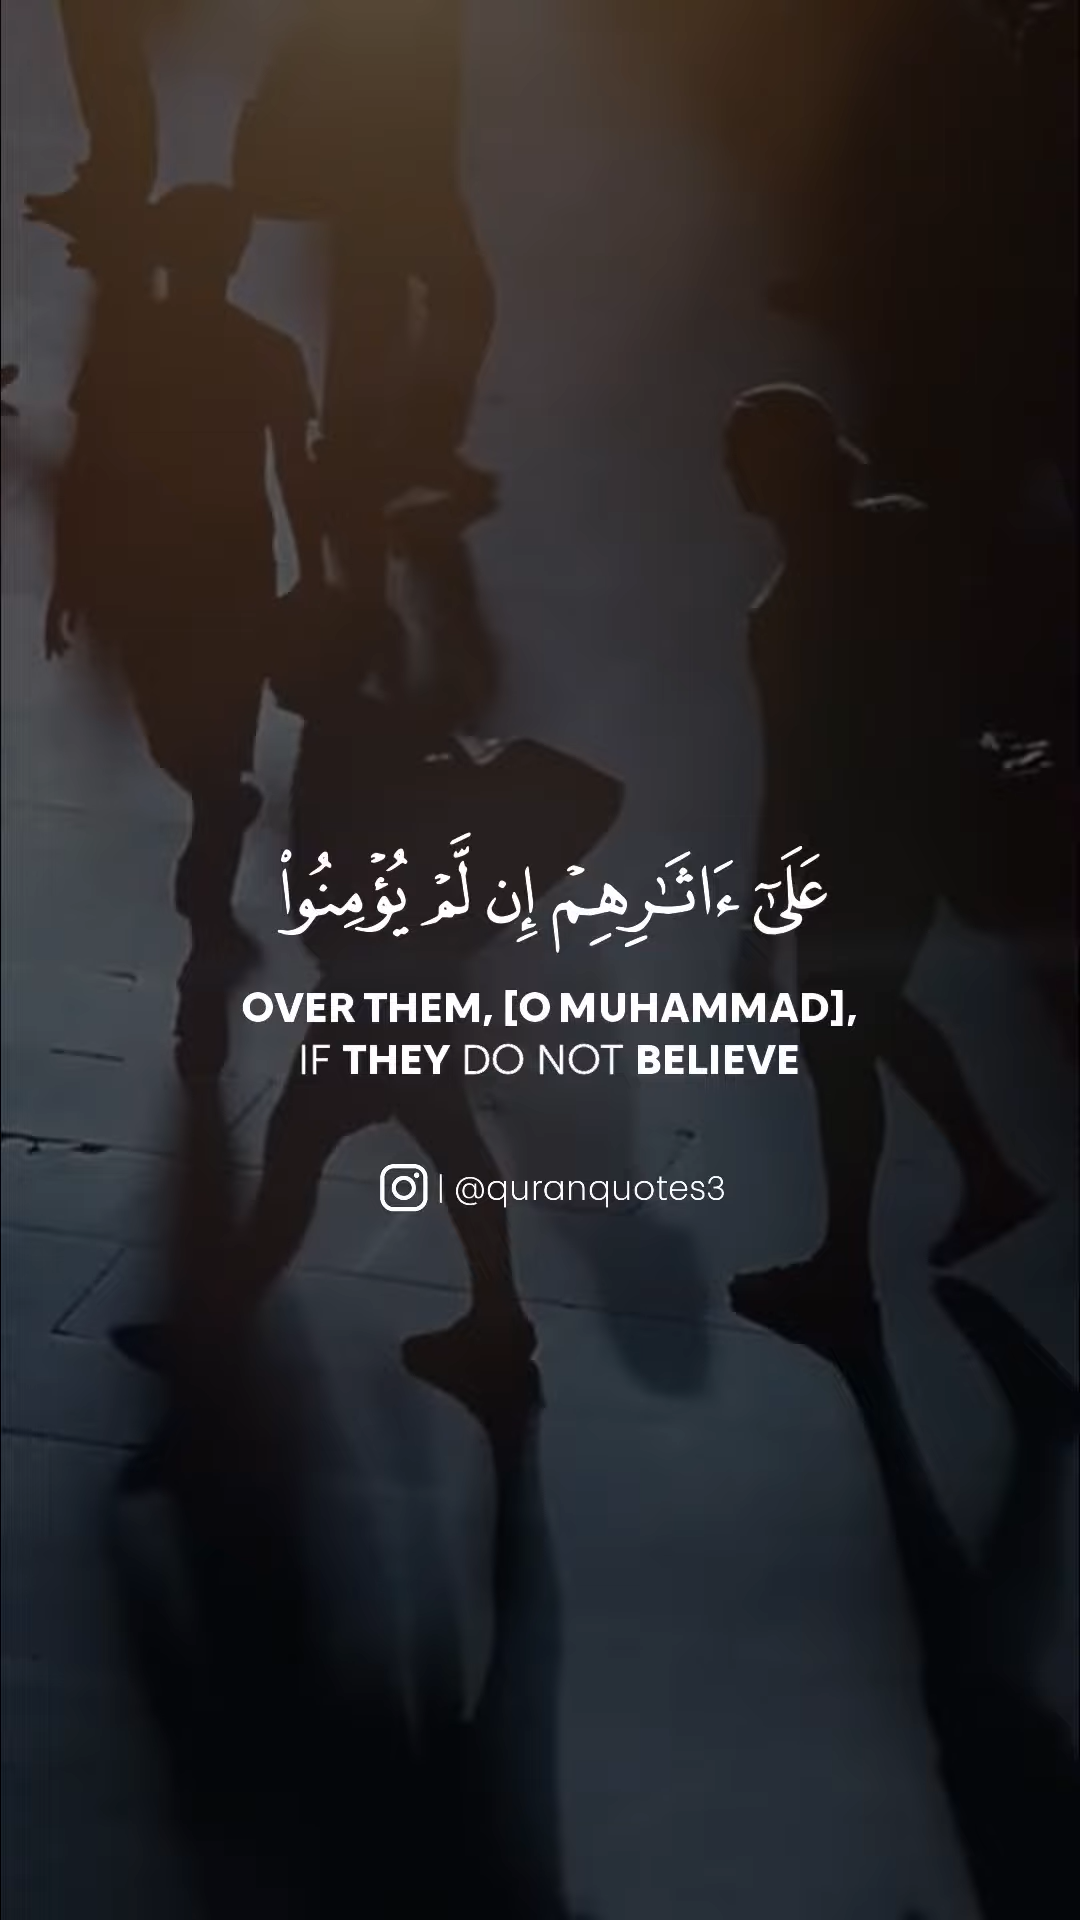 عَلَىٰٓ ءَاثَـٰرِهِمۡ إِن لَّمۡ يُؤۡمِنُوا۟
OVER THEM, [O MUHAMMAD],
IF THEY DO NOT BELIEVE
| @quranquotes3